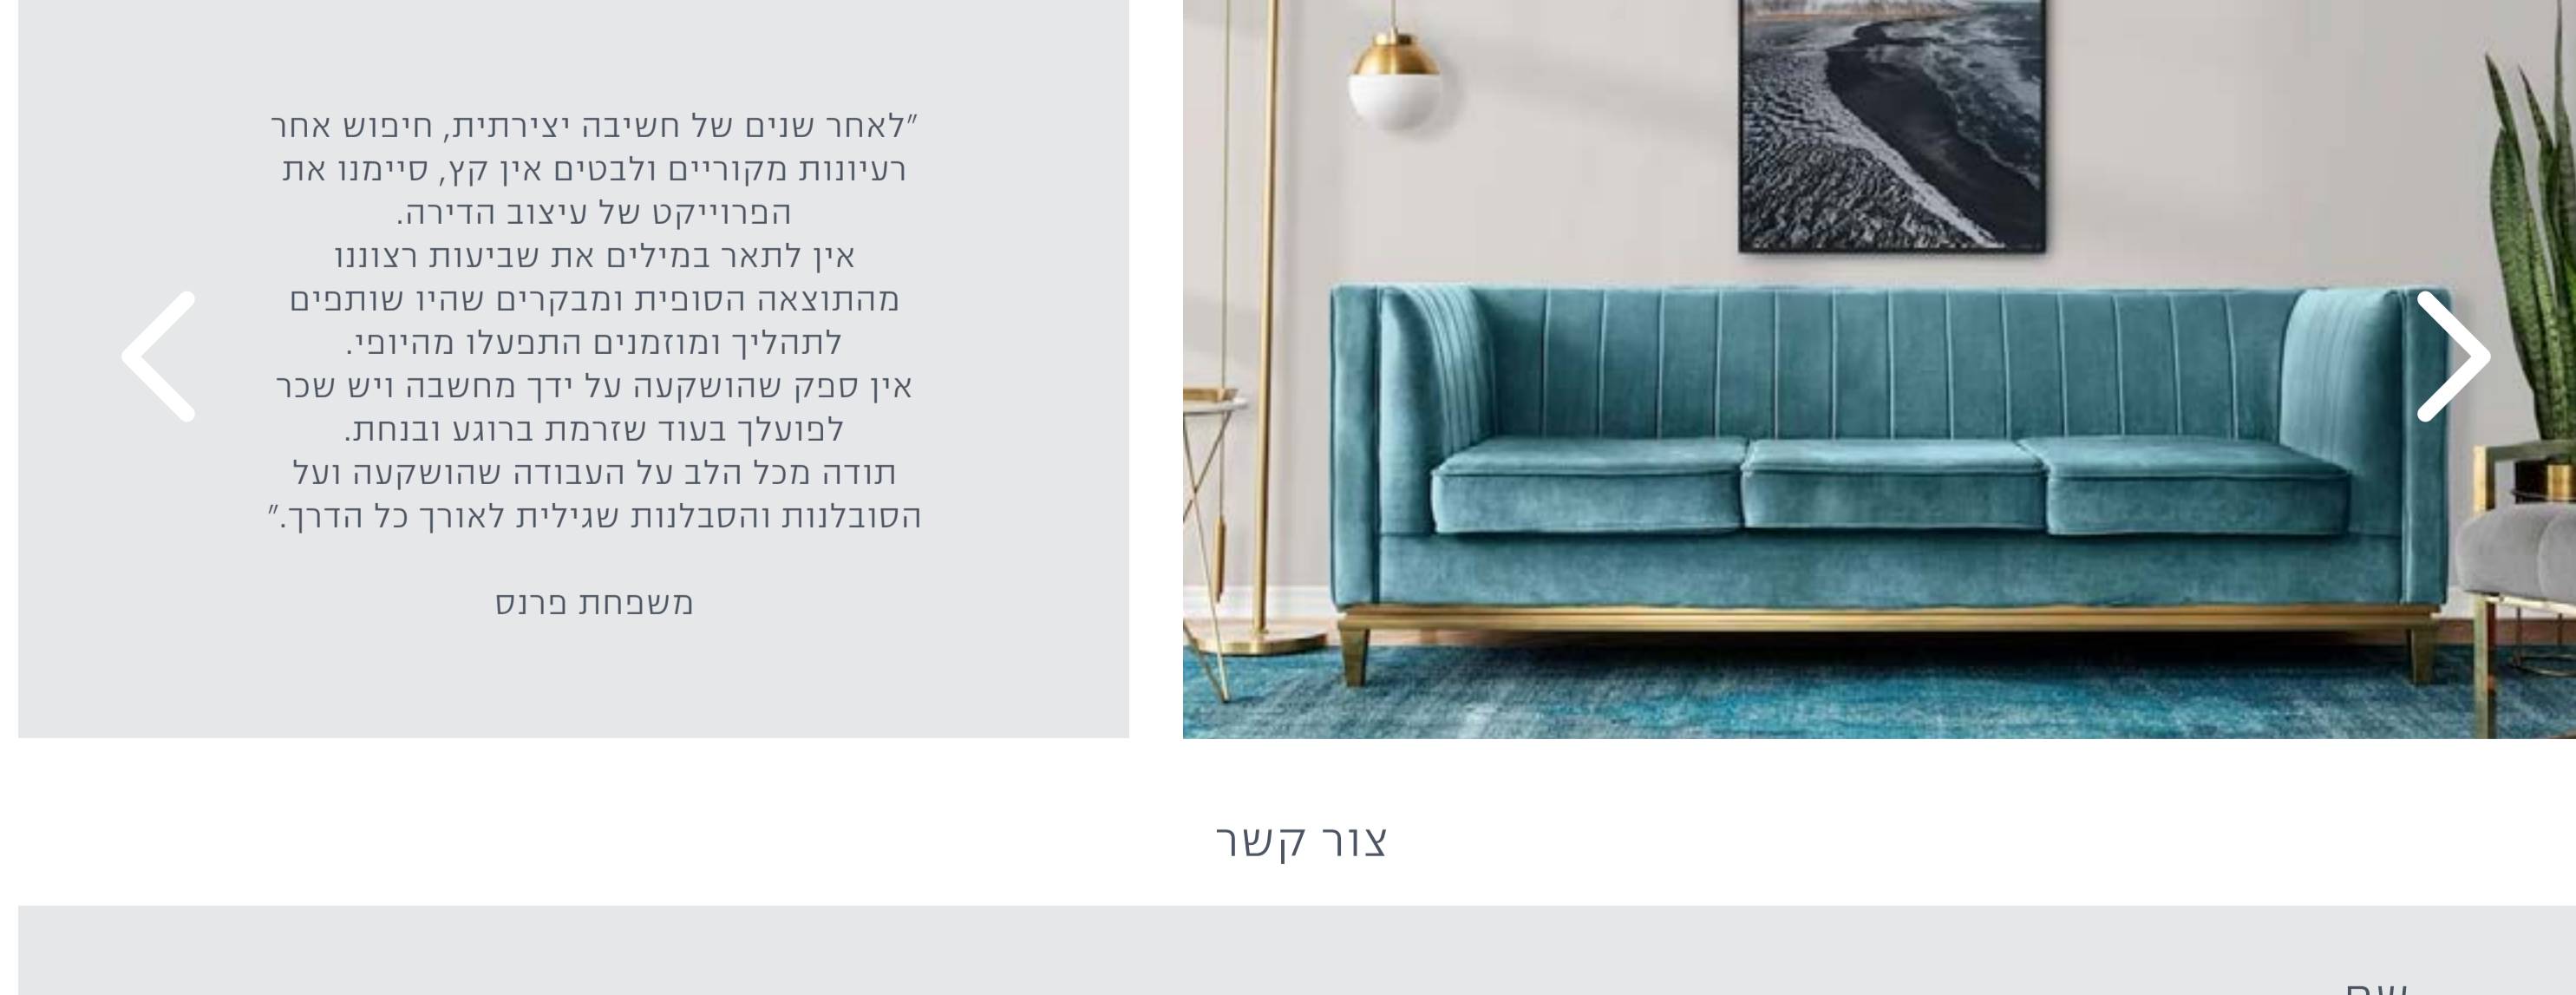 "לאחר שנים של חשיבה יצירתית, חיפוש אחר
רעיונות מקוריים ולבטים אין קץ, סיימנו את
הפרוייקט של עיצוב הדירה.
אין לתאר במילים את שביעות רצוננו
מהתוצאה הסופית ומבקרים שהיו שותפים
לתהליך ומוזמנים התפעלו מהיופי.
אין ספק שהושקעה על ידך מחשבה ויש שכר
לפועלך בעוד שזרמת ברוגע ובנחת.
תודה מכל הלב על העבודה שהושקעה ועל
הסובלנות והסבלנות שגילית לאורך כל הדרך."
משפחת פרנס
צור קשר
שם